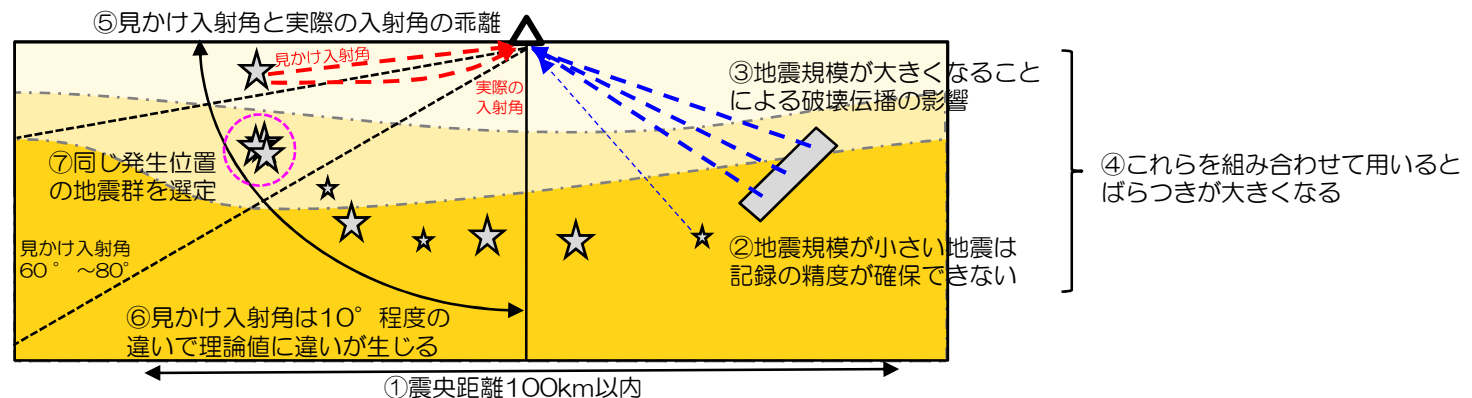 ⑤見かけ入射角と実際の入射角の乖離
見かけ入射角
実際の
入射角
③地震規模が大きくなること
による破壊伝播の影響
⑦同じ発生位置
の地震群を選定
④これらを組み合わせて用いると
ばらつきが大きくなる
見かけ入射角
60°~80°
②地震規模が小さい地震は
記録の精度が確保できない
⑥見かけ入射角は10°程度の
違いで理論値に違いが生じる
①震央距離100km以内